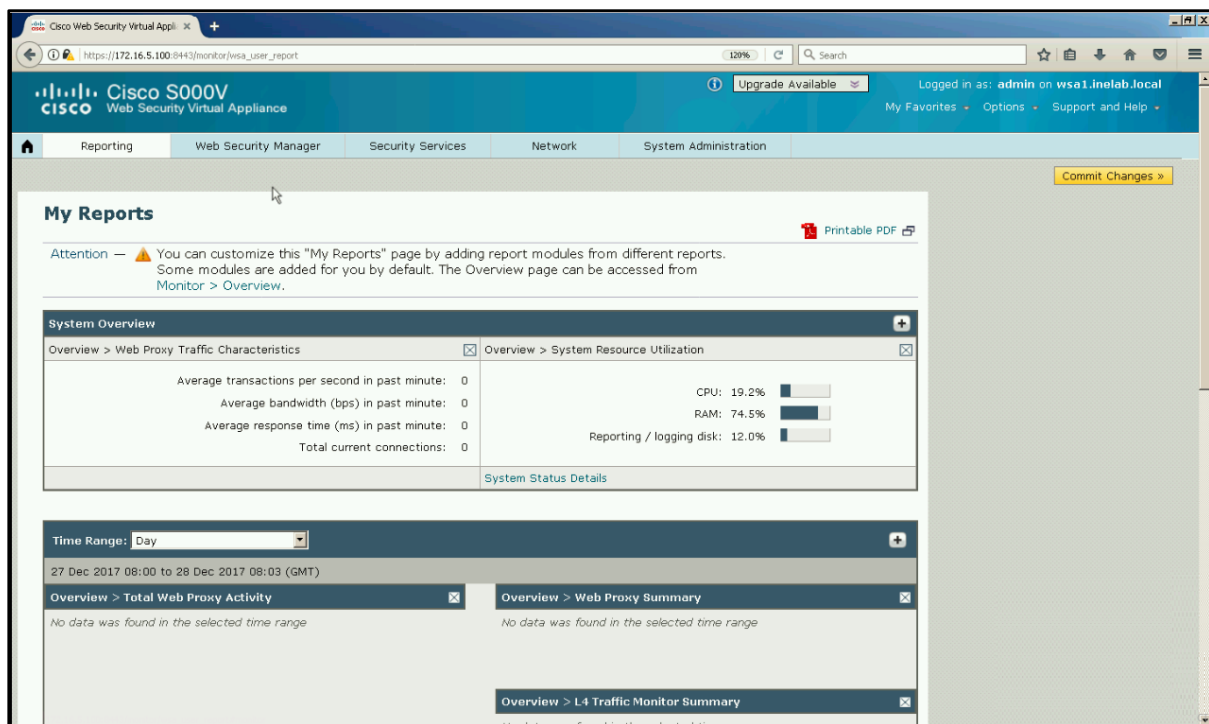 Cisco Web Security Virtual Appli
https://172.16.5.100:8443/monitor/wsa_user_report
120%
Search
CISCO
Cisco S000V
Web Security Virtual Appliance
Upgrade Available
Logged in as: admin on wsa1.inelab.local
My Favorites Options Support and Help
Reporting Web Security Manager Security Services Network System Administration
Commit Changes »
My Reports
Printable PDF
Attention — You can customize this "My Reports" page by adding report modules from different reports.
Some modules are added for you by default. The Overview page can be accessed from
Monitor > Overview.
System Overview
Overview > Web Proxy Traffic Characteristics
Average transactions per second in past minute: 0
Average bandwidth (bps) in past minute: 0
Average response time (ms) in past minute: 0
Total current connections: 0
Overview > System Resource Utilization
CPU: 19.2%
RAM: 74.5%
Reporting / logging disk: 12.0%
System Status Details
Time Range: Day
27 Dec 2017 08:00 to 28 Dec 2017 08:03 (GMT)
Overview > Total Web Proxy Activity
No data was found in the selected time range
Overview > Web Proxy Summary
No data was found in the selected time range
Overview > L4 Traffic Monitor Summary